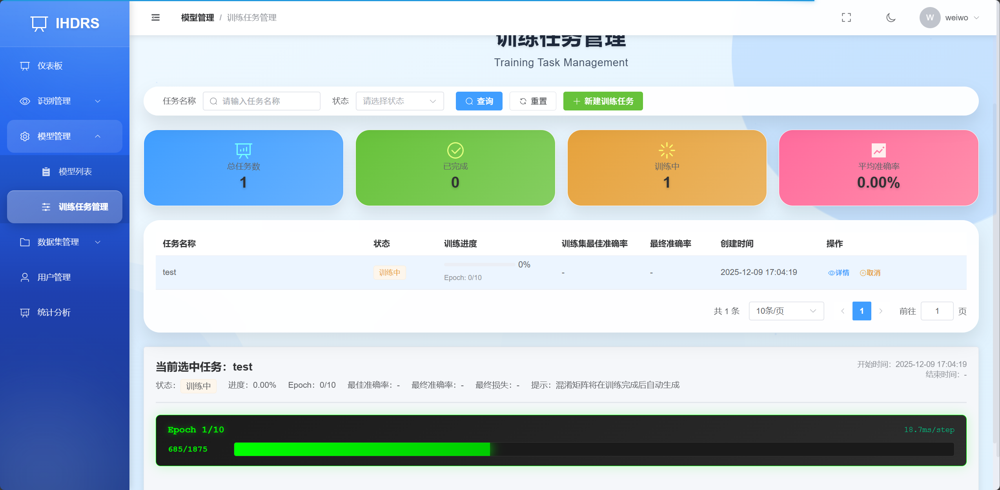 IHDRS
模型管理 / 训练任务管理
W weiwo
仪表板
识别管理
模型管理
模型列表
训练任务管理
数据集管理
用户管理
统计分析
训练任务管理
Training Task Management
任务名称 请输入任务名称 状态 请选择状态 查询 重置 新建训练任务
总任务数
1
已完成
0
训练中
1
平均准确率
0.00%
任务名称 状态 训练进度 训练集最佳准确率 最终准确率 创建时间 操作
test 训练中 0% - - 2025-12-09 17:04:19 详情 取消
Epoch: 0/10
共 1 条 10条/页 1 前往 1 页
当前选中任务：test
开始时间：2025-12-09 17:04:19
结束时间：-
状态： 训练中 进度：0.00% Epoch：0/10 最佳准确率：- 最终准确率：- 最终损失：- 提示：混淆矩阵将在训练完成后自动生成
Epoch 1/10 18.7ms/step
685/1875